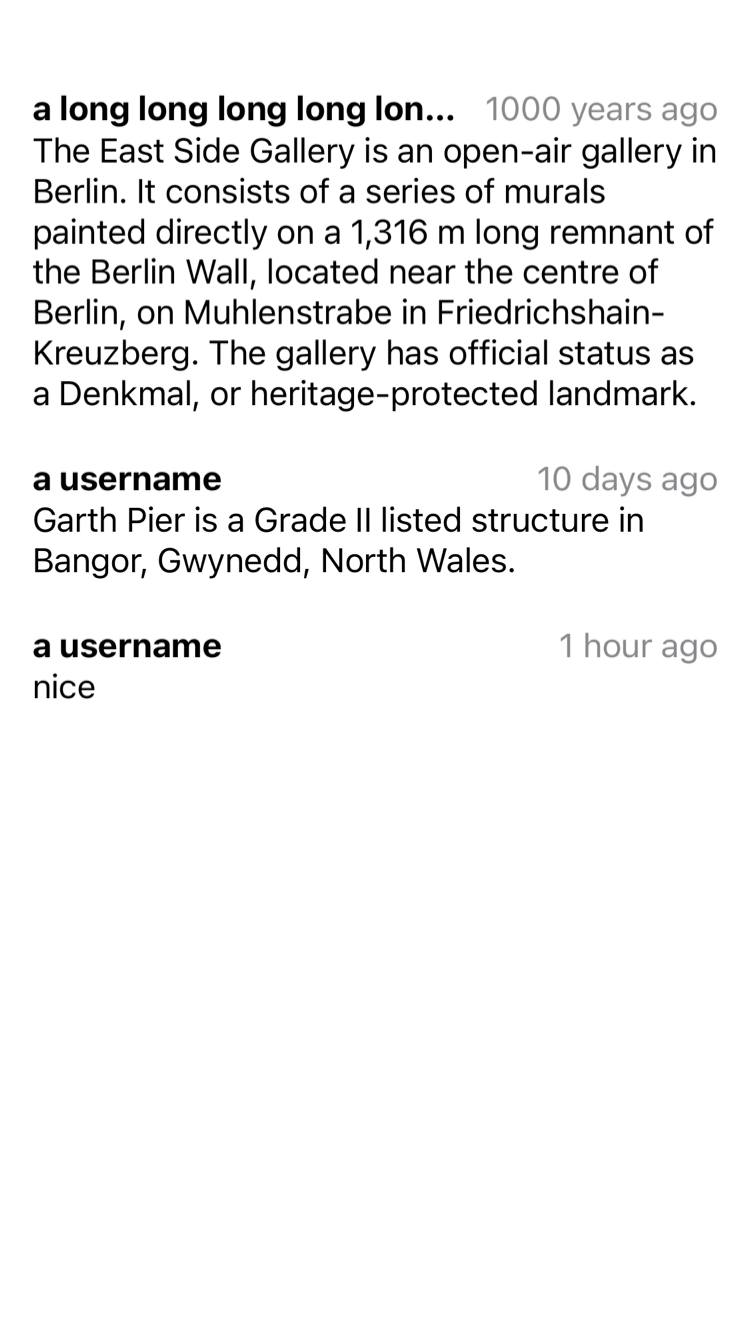 a long long long long lon... 1000 years ago
The East Side Gallery is an open-air gallery in
Berlin. It consists of a series of murals
painted directly on a 1,316 m long remnant of
the Berlin Wall, located near the centre of
Berlin, on Muhlenstrabe in Friedrichshain-
Kreuzberg. The gallery has official status as
a Denkmal, or heritage-protected landmark.
a username 10 days ago
Garth Pier is a Grade II listed structure in
Bangor, Gwynedd, North Wales.
a username 1 hour ago
nice